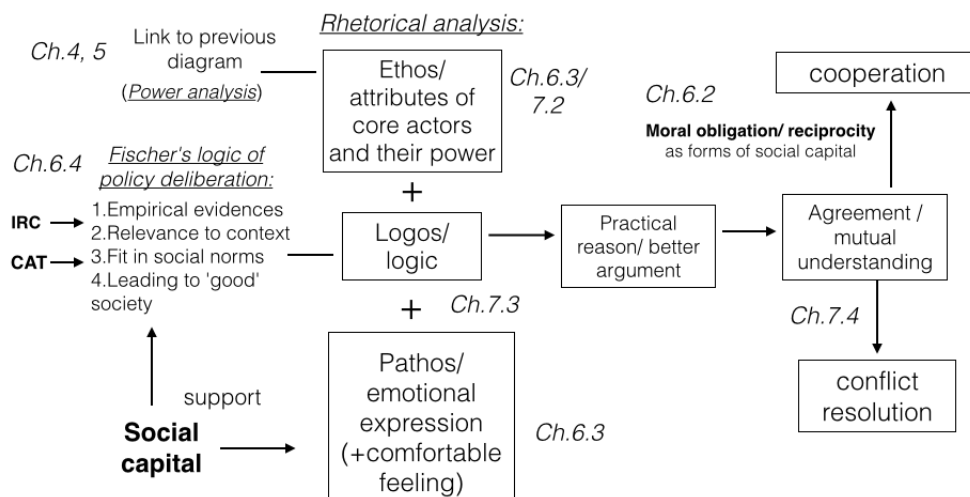 Rhetorical analysis:
Ch.4, 5
Link to previous
diagram
(Power analysis)
Ethos/
attributes of
core actors
and their power
Ch.6.3/
7.2
Ch.6.2
cooperation
Moral obligation/ reciprocity
as forms of social capital
Ch.6.4
Fischer's logic of
policy deliberation:
+
IRC
CAT
1.Empirical evidences
2.Relevance to context
3.Fit in social norms
4.Leading to 'good'
society
Logos/
logic
Practical
reason/ better
argument
Agreement /
mutual
understanding
+
Ch.7.3
Ch.7.4
Pathos/
emotional
expression
(+comfortable
feeling)
Ch.6.3
conflict
resolution
support
Social
capital